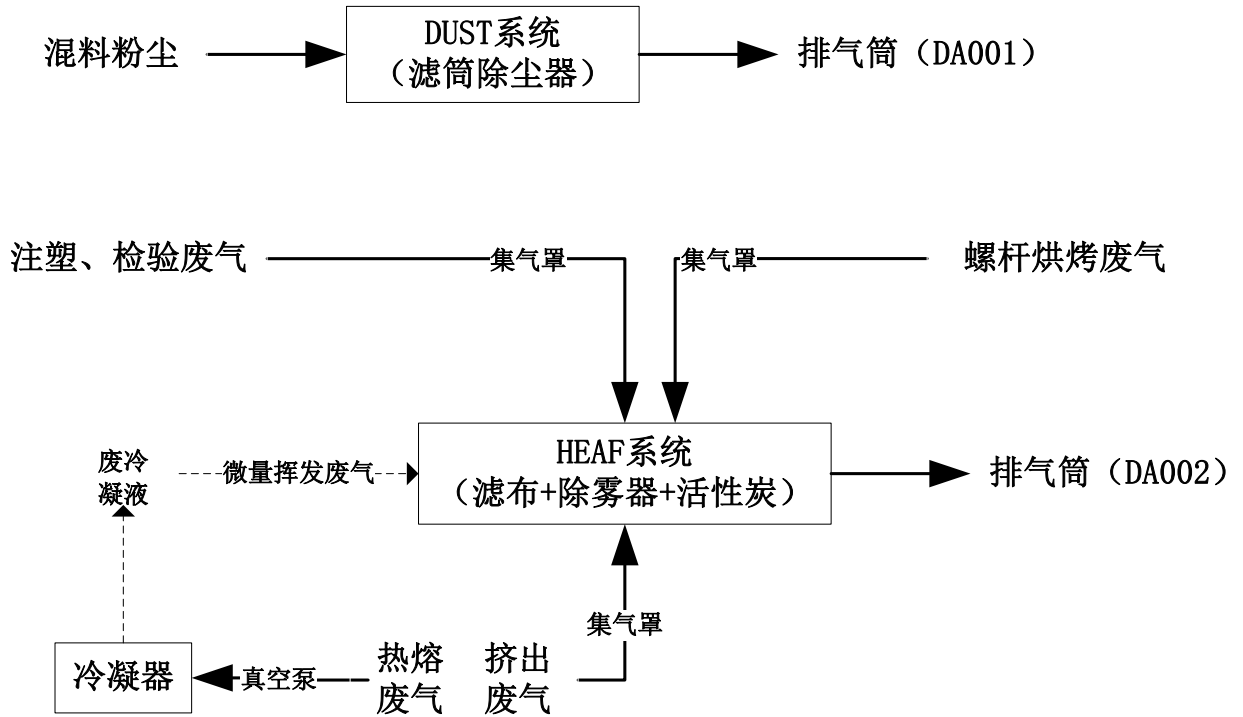 混料粉尘
DUST系统
（滤筒除尘器）
排气筒（DA001）
注塑、检验废气
集气罩
集气罩
螺杆烘烤废气
废冷
凝液
微量挥发废气
HEAF系统
（滤布+除雾器+活性炭）
排气筒（DA002）
集气罩
冷凝器
真空泵
热熔
废气
挤出
废气